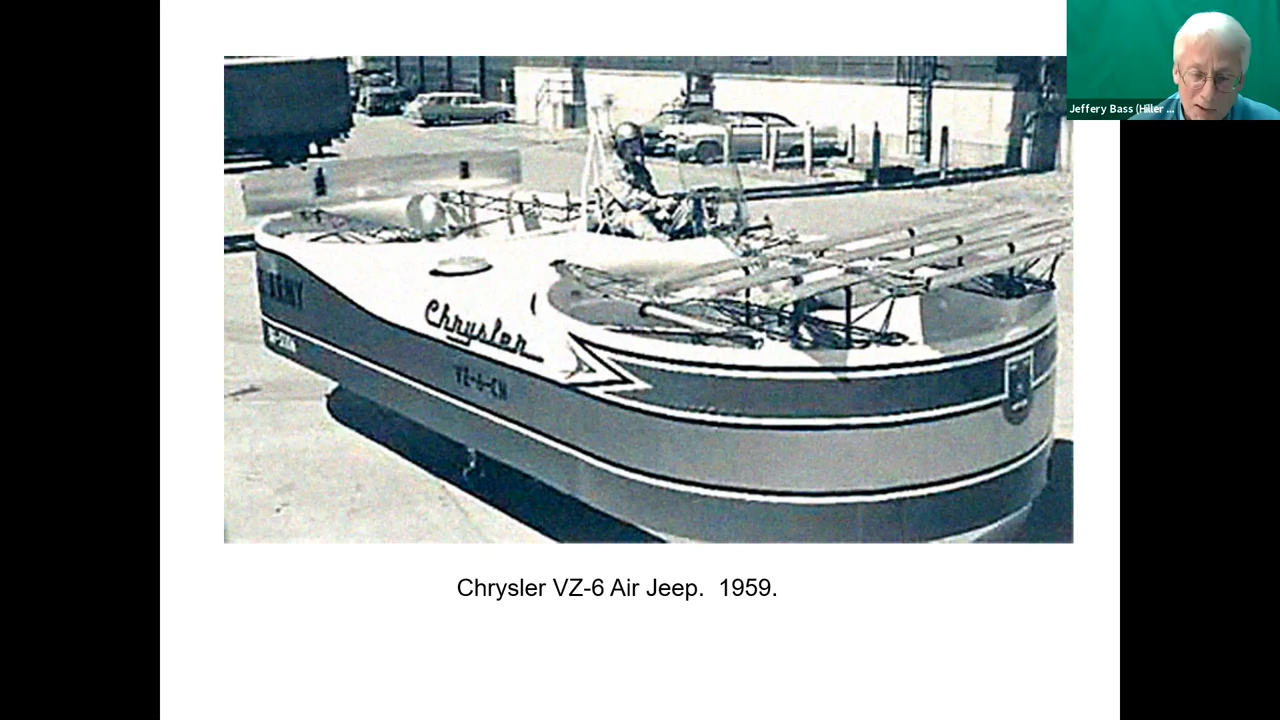 Jeffery Bass (Hiller ...
ARMY
Chrysler
VZ-6-CH
Chrysler VZ-6 Air Jeep.  1959.